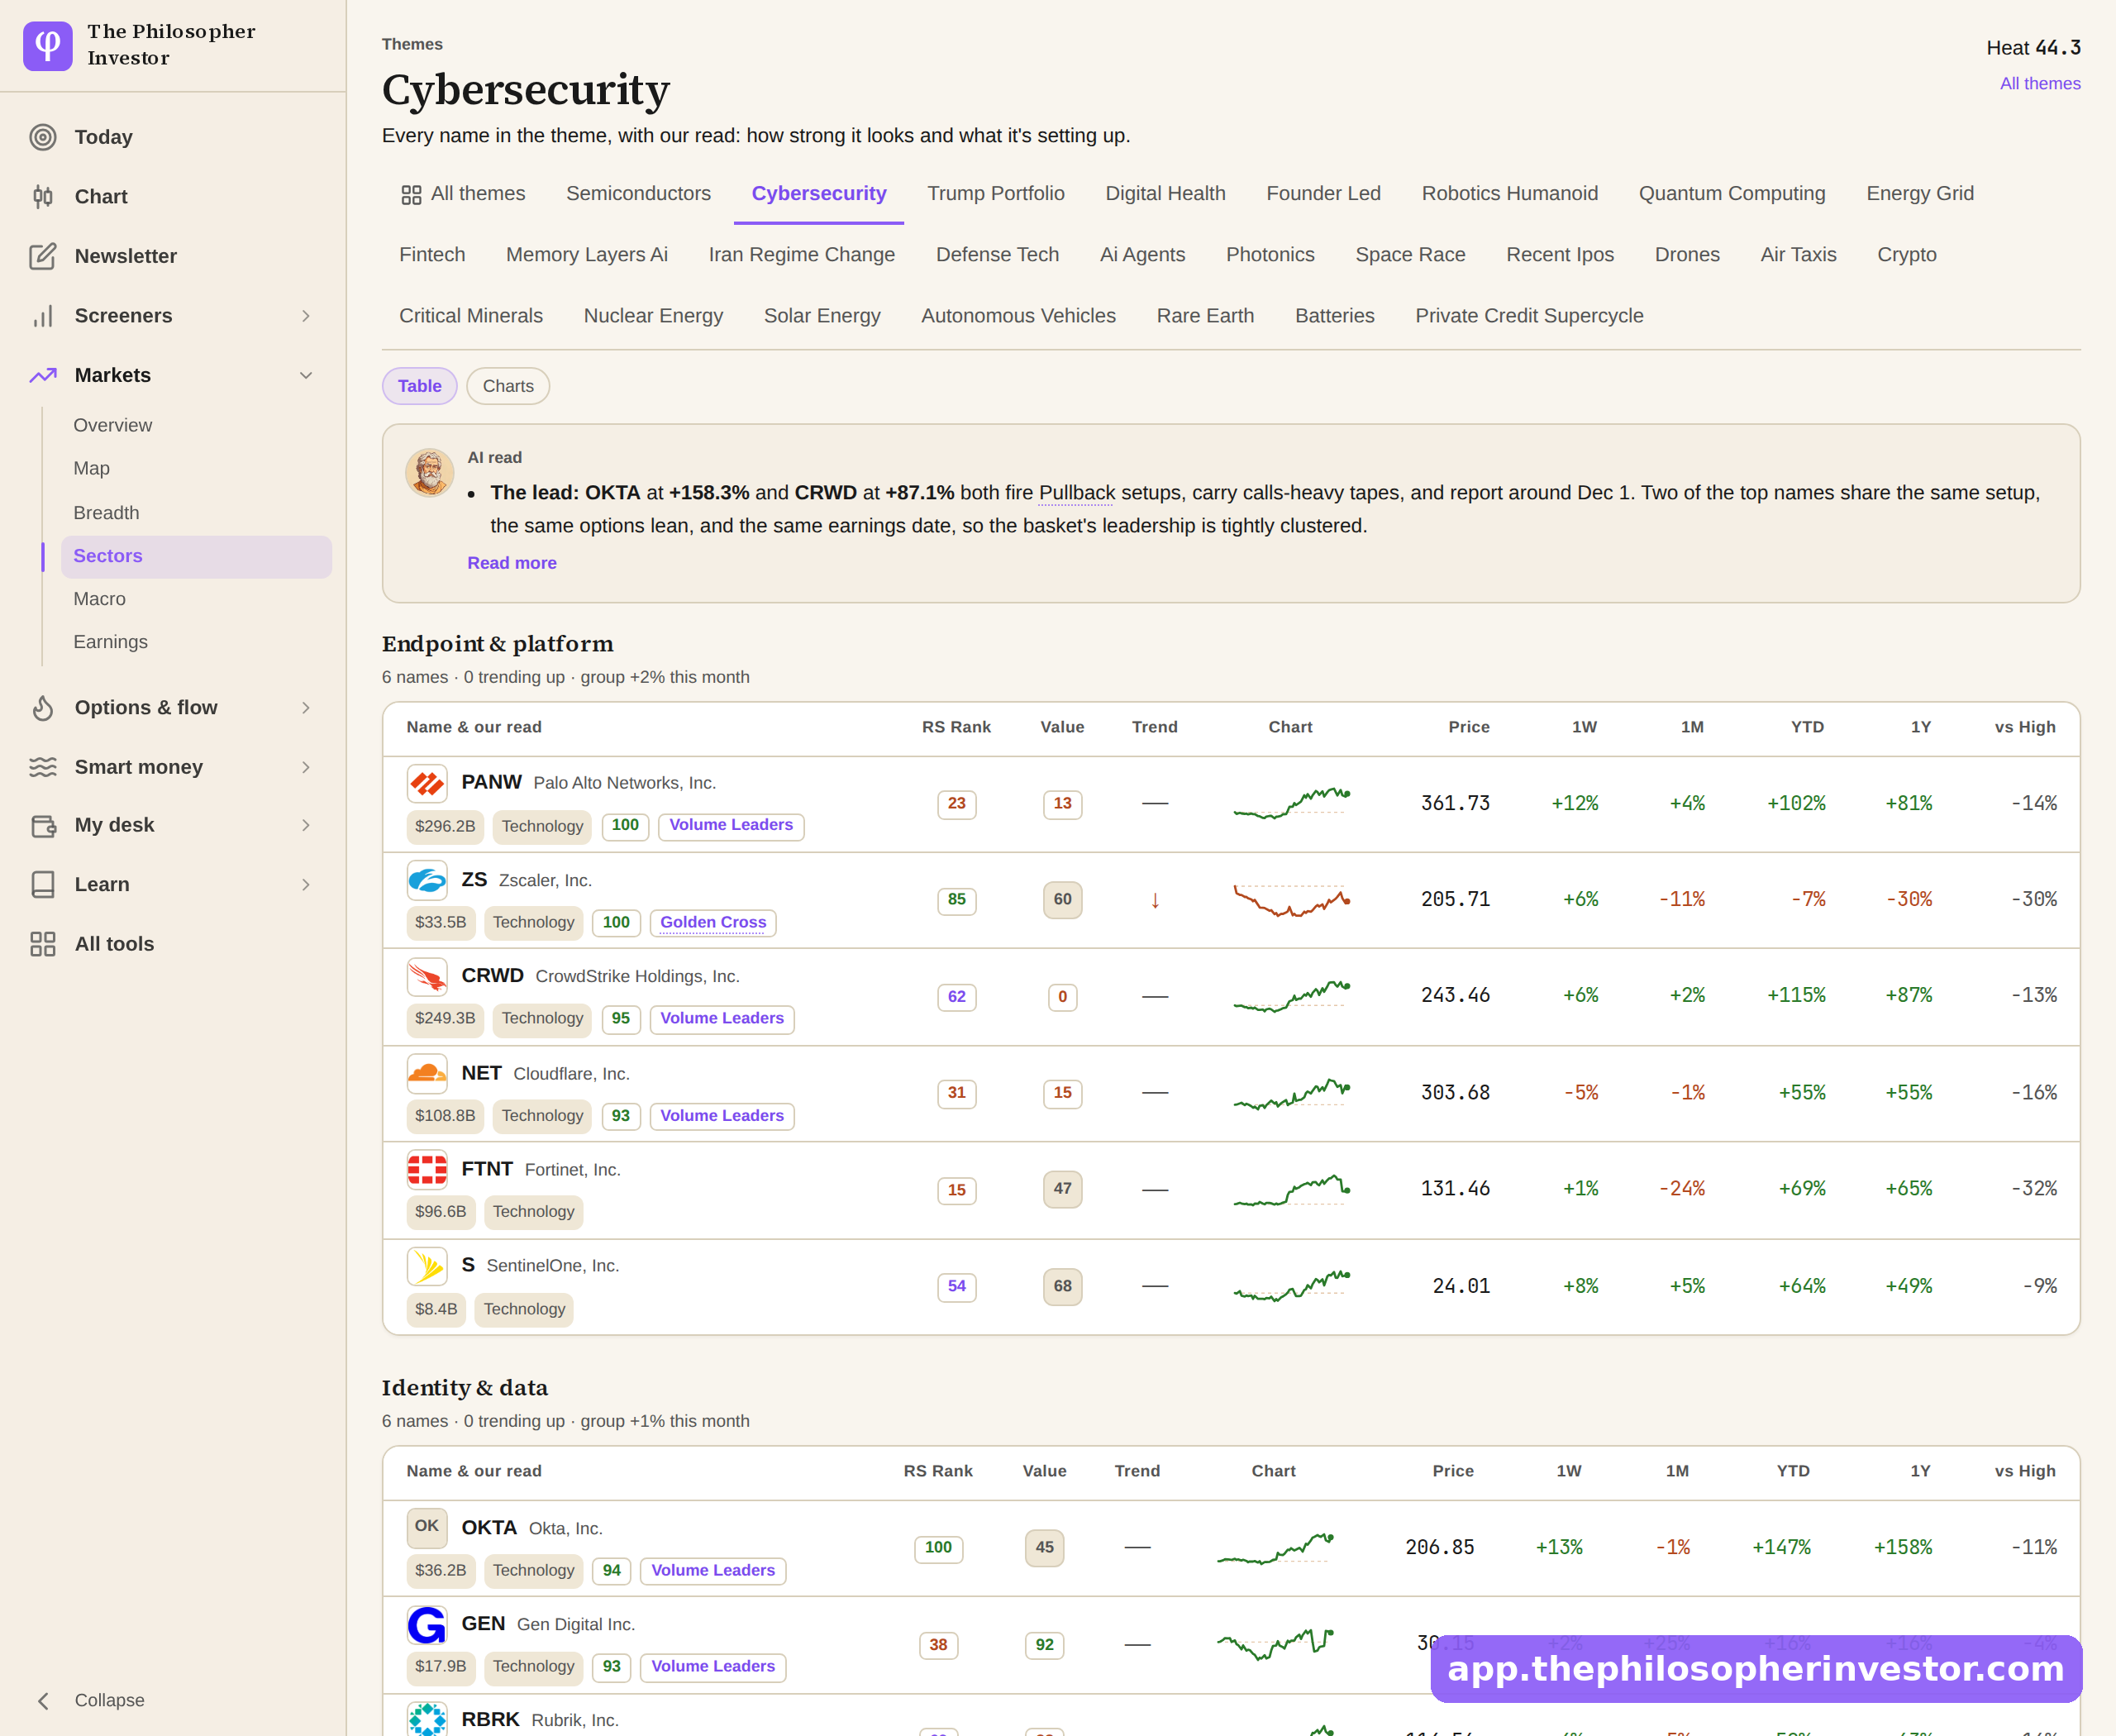 φ The Philosopher
Investor
Today
Chart
Newsletter
Screeners
Markets
Overview
Map
Breadth
Sectors
Macro
Earnings
Options & flow
Smart money
My desk
Learn
All tools
Collapse
Themes
Heat 44.3
Cybersecurity
All themes
Every name in the theme, with our read: how strong it looks and what it's setting up.
All themes Semiconductors Cybersecurity Trump Portfolio Digital Health Founder Led Robotics Humanoid Quantum Computing Energy Grid
Fintech Memory Layers Ai Iran Regime Change Defense Tech Ai Agents Photonics Space Race Recent Ipos Drones Air Taxis Crypto
Critical Minerals Nuclear Energy Solar Energy Autonomous Vehicles Rare Earth Batteries Private Credit Supercycle
Table Charts
AI read
• The lead: OKTA at +158.3% and CRWD at +87.1% both fire Pullback setups, carry calls-heavy tapes, and report around Dec 1. Two of the top names share the same setup,
the same options lean, and the same earnings date, so the basket's leadership is tightly clustered.
Read more
Endpoint & platform
6 names · 0 trending up · group +2% this month
Name & our read RS Rank Value Trend Chart Price 1W 1M YTD 1Y vs High
PANW Palo Alto Networks, Inc.
$296.2B Technology 100 Volume Leaders
23 13 — 361.73 +12% +4% +102% +81% -14%
ZS Zscaler, Inc.
$33.5B Technology 100 Golden Cross
85 60 ↓ 205.71 +6% -11% -7% -30% -30%
CRWD CrowdStrike Holdings, Inc.
$249.3B Technology 95 Volume Leaders
62 0 — 243.46 +6% +2% +115% +87% -13%
NET Cloudflare, Inc.
$108.8B Technology 93 Volume Leaders
31 15 — 303.68 -5% -1% +55% +55% -16%
FTNT Fortinet, Inc.
$96.6B Technology
15 47 — 131.46 +1% -24% +69% +65% -32%
S SentinelOne, Inc.
$8.4B Technology
54 68 — 24.01 +8% +5% +64% +49% -9%
Identity & data
6 names · 0 trending up · group +1% this month
Name & our read RS Rank Value Trend Chart Price 1W 1M YTD 1Y vs High
OK OKTA Okta, Inc.
$36.2B Technology 94 Volume Leaders
100 45 — 206.85 +13% -1% +147% +158% -11%
GEN Gen Digital Inc.
$17.9B Technology 93 Volume Leaders
38 92 — 30.15 +2% +25% +16% +16% -4%
app.thephilosopherinvestor.com
RBRK Rubrik, Inc.